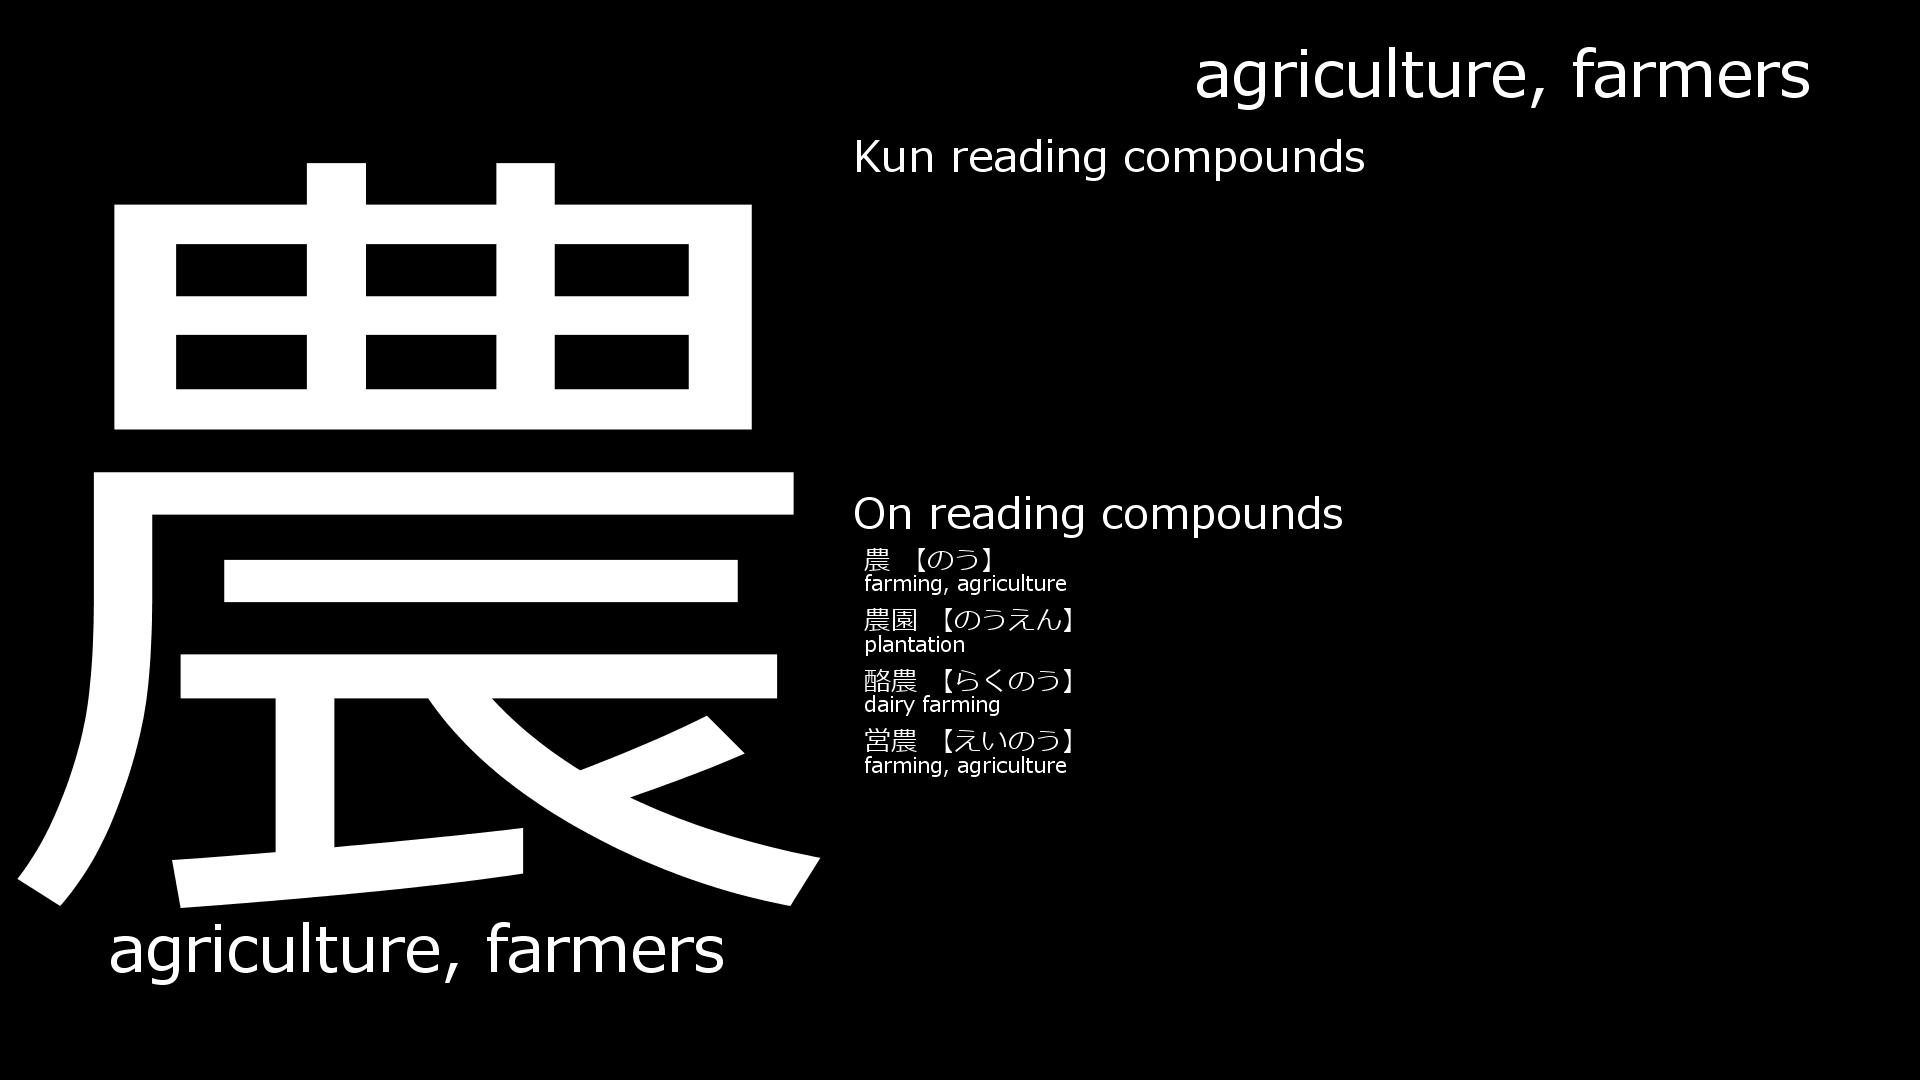 農
agriculture, farmers
agriculture, farmers
Kun reading compounds
On reading compounds
農 【のう】
farming, agriculture
農園 【のうえん】
plantation
酪農 【らくのう】
dairy farming
営農 【えいのう】
farming, agriculture